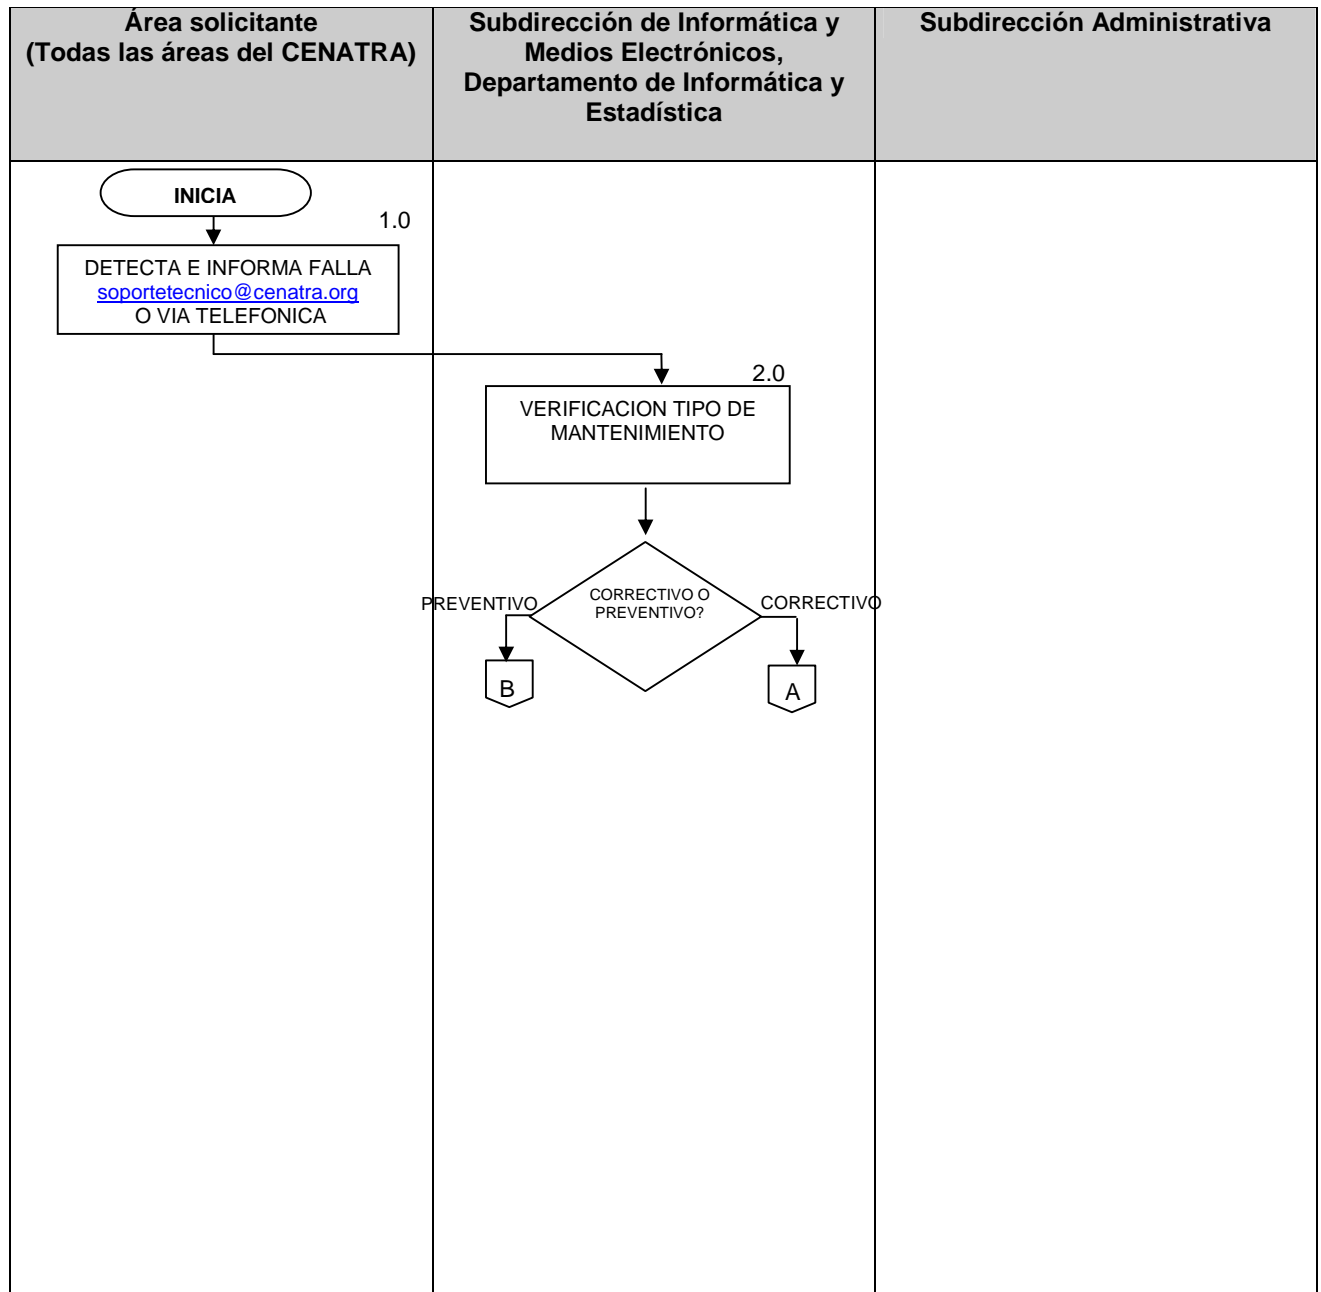 Área solicitante
(Todas las áreas del CENATRA)
Subdirección de Informática y
Medios Electrónicos,
Departamento de Informática y
Estadística
Subdirección Administrativa
INICIA
1.0
DETECTA E INFORMA FALLA
soportetecnico@cenatra.org
O VIA TELEFONICA
2.0
VERIFICACION TIPO DE
MANTENIMIENTO
CORRECTIVO O
PREVENTIVO?
PREVENTIVO
CORRECTIVO
B
A